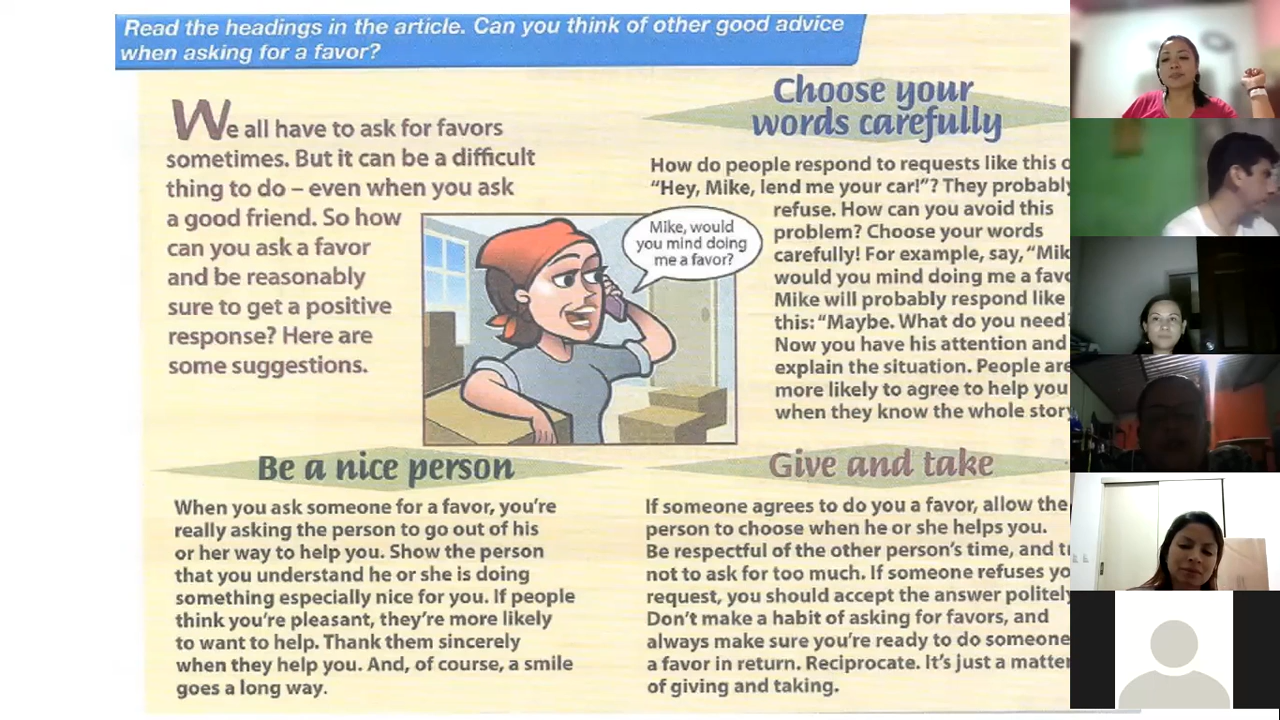 Read the headings in the article. Can you think of other good advice
when asking for a favor?
We all have to ask for favors
sometimes. But it can be a difficult
thing to do – even when you ask
a good friend. So how
can you ask a favor
and be reasonably
sure to get a positive
response? Here are
some suggestions.
Mike, would
you mind doing
me a favor?
Choose your
words carefully
How do people respond to requests like this
“Hey, Mike, lend me your car!”? They probably
refuse. How can you avoid this
problem? Choose your words
carefully! For example, say,
would you mind doing me a
Mike will probably respond like
this: “Maybe. What do you need?
Now you have his attention and
explain the situation. People are
more likely to agree to help you
when they know the whole story
Be a nice person
When you ask someone for a favor, you’re
really asking the person to go out of his
or her way to help you. Show the person
that you understand he or she is doing
something especially nice for you. If people
think you’re pleasant, they’re more likely
to want to help. Thank them sincerely
when they help you. And, of course, a smile
goes a long way.
Give and take
If someone agrees to do you a favor, allow the
person to choose when he or she helps you.
Be respectful of the other person’s time, and
not to ask for too much. If someone refuses
request, you should accept the answer politely
Don’t make a habit of asking for favors, and
always make sure you’re ready to do someone
a favor in return. Reciprocate. It’s just a matter
of giving and taking.